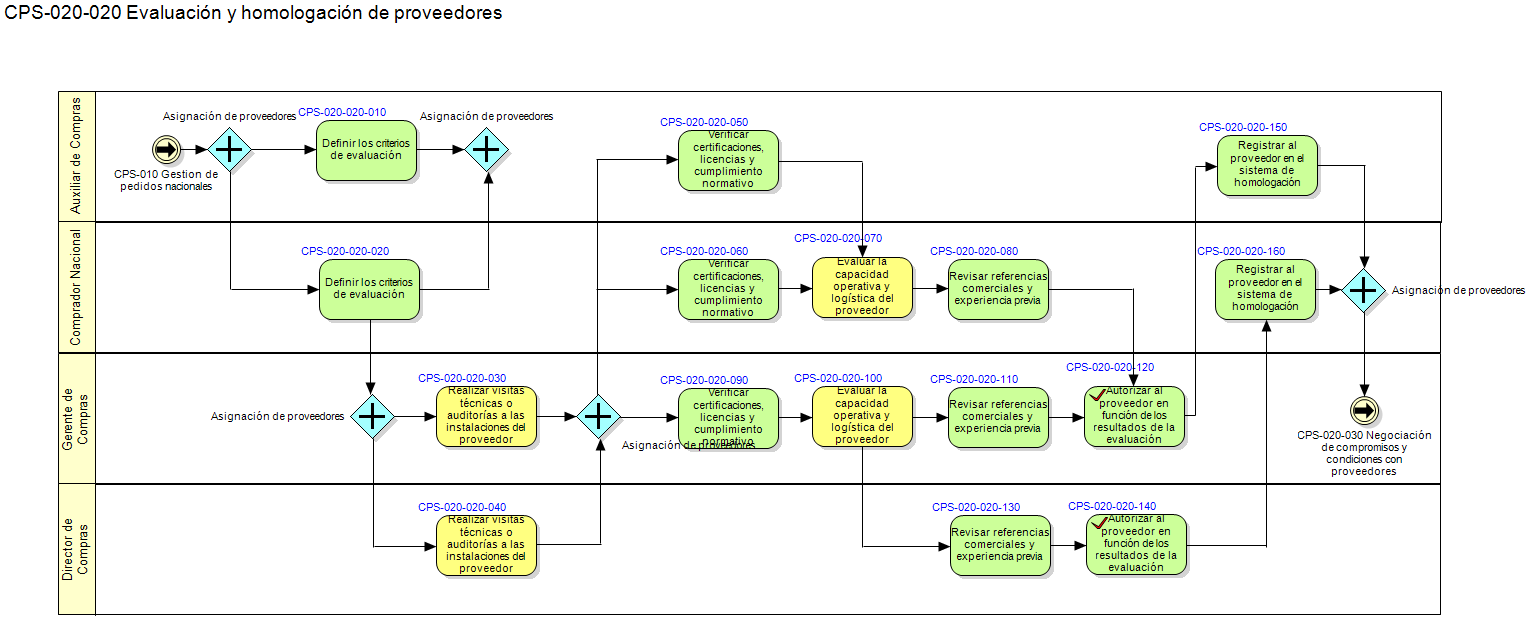 CPS-020-020 Evaluación y homologación de proveedores
Auxiliar de Compras
Asignación de proveedores
CPS-010 Gestion de
pedidos nacionales
CPS-020-020-010
Definir los criterios
de evaluación
Asignación de proveedores
CPS-020-020-050
Verificar
certificaciones,
licencias y
cumplimiento
normativo
CPS-020-020-150
Registrar al
proveedor en el
sistema de
homologación
Comprador Nacional
CPS-020-020-020
Definir los criterios
de evaluación
CPS-020-020-060
Verificar
certificaciones,
licencias y
cumplimiento
normativo
CPS-020-020-070
Evaluar la
capacidad
operativa y
logística del
proveedor
CPS-020-020-080
Revisar referencias
comerciales y
experiencia previa
CPS-020-020-160
Registrar al
proveedor en el
sistema de
homologación
Asignación de proveedores
Gerente de
Compras
Asignación de proveedores
CPS-020-020-030
Realizar visitas
técnicas o
auditorías a las
instalaciones del
proveedor
Asignación de proveedores
CPS-020-020-090
Verificar
certificaciones,
licencias y
cumplimiento
normativo
CPS-020-020-100
Evaluar la
capacidad
operativa y
logística del
proveedor
CPS-020-020-110
Revisar referencias
comerciales y
experiencia previa
CPS-020-020-120
Autorizar al
proveedor en
función de los
resultados de la
evaluación
CPS-020-030 Negociación
de compromisos y
condiciones con
proveedores
Director de
Compras
CPS-020-020-040
Realizar visitas
técnicas o
auditorías a las
instalaciones del
proveedor
CPS-020-020-130
Revisar referencias
comerciales y
experiencia previa
CPS-020-020-140
Autorizar al
proveedor en
función de los
resultados de la
evaluación